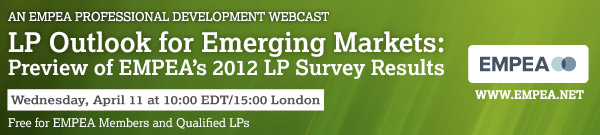 AN EMPEA PROFESSIONAL DEVELOPMENT WEBCAST
LP Outlook for Emerging Markets:
Preview of EMPEA's 2012 LP Survey Results
Wednesday, April 11 at 10:00 EDT/15:00 London
Free for EMPEA Members and Qualified LPs
EMPEA
WWW.EMPEA.NET